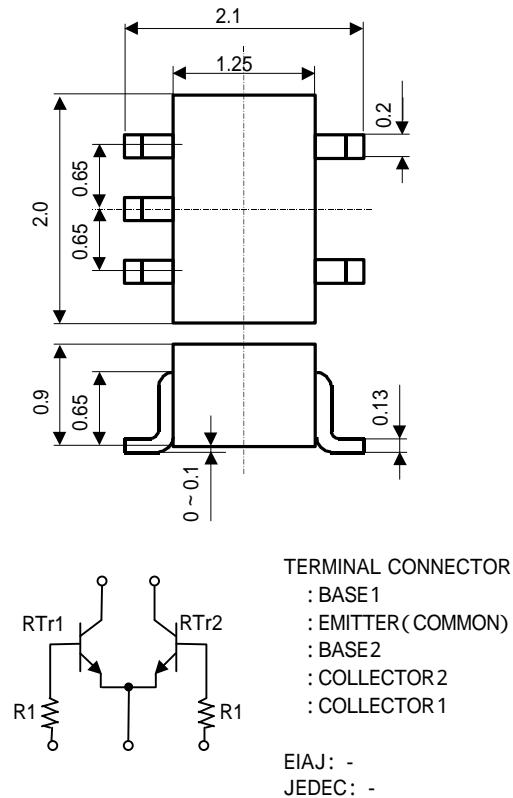 2.1
1.25
0.2
0.65
2.0
0.65
0.9
0.65
0.13
0 ~ 0.1
TERMINAL CONNECTOR
: BASE1
: EMITTER(COMMON)
: BASE2
: COLLECTOR2
: COLLECTOR1
RTr1
RTr2
R1
R1
EIAJ: -
JEDEC: -